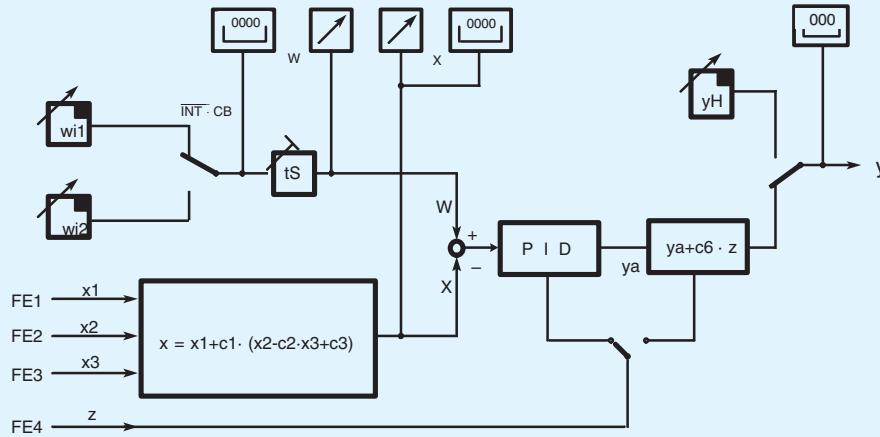 0000
W
0000
X
000
wi1
INT · CB
yH
tS
y
wi2
W
+
−
X
P I D
ya
ya+c6 · z
FE1
x1
FE2
x2
FE3
x3
x = x1+c1· (x2-c2·x3+c3)
FE4
z